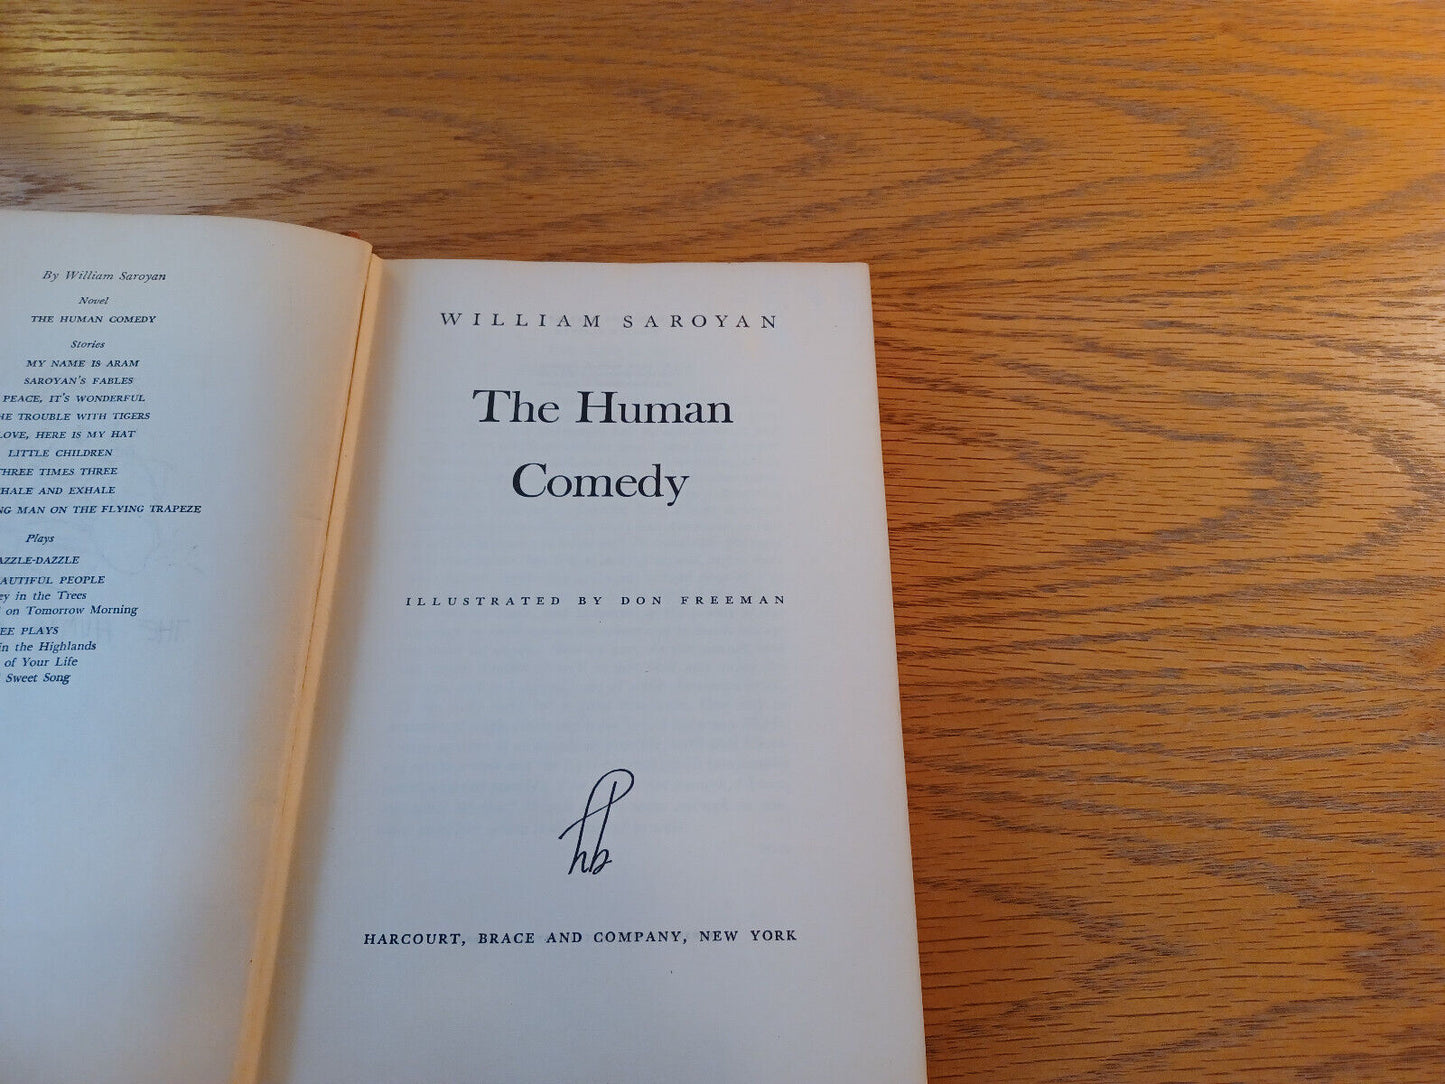 By William Saroyan
Novel
THE HUMAN COMEDY
Stories
MY NAME IS ARAM
SAROYAN'S FABLES
PEACE, IT'S WONDERFUL
TROUBLE WITH TIGERS
LOVE, HERE IS MY HAT
LITTLE CHILDREN
THREE TIMES THREE
AND EXHALE
MAN ON THE FLYING TRAPEZE
Plays
PEOPLE
in the Trees
on Tomorrow Morning
PLAYS
in the Highlands
of Your Life
Sweet Song
WILLIAM SAROYAN
The Human
Comedy
ILLUSTRATED BY DON FREEMAN
hb
HARCOURT, BRACE AND COMPANY, NEW YORK